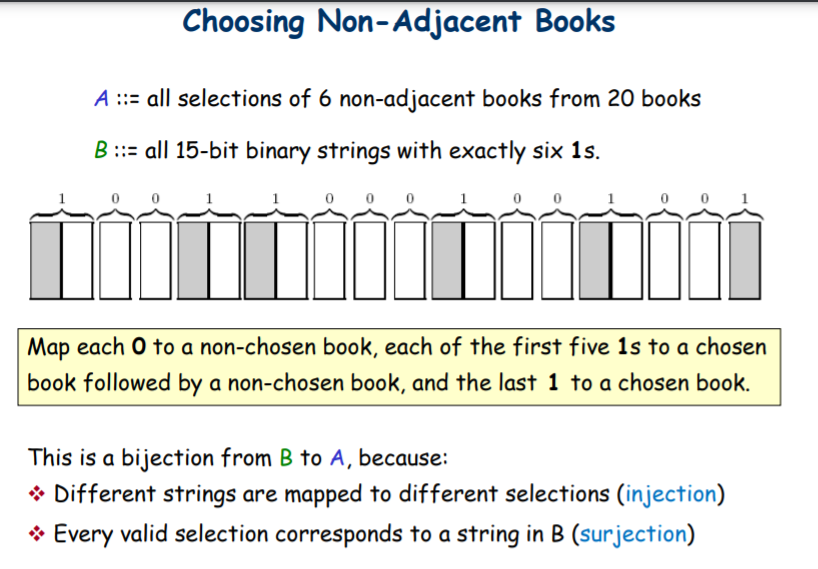 Choosing Non-Adjacent Books
A ::= all selections of 6 non-adjacent books from 20 books
B ::= all 15-bit binary strings with exactly six 1s.
1 0 0 1 1 0 0 0 1 0 0 1 0 0 1
Map each 0 to a non-chosen book, each of the first five 1s to a chosen
book followed by a non-chosen book, and the last 1 to a chosen book.
This is a bijection from B to A, because:
❖ Different strings are mapped to different selections (injection)
❖ Every valid selection corresponds to a string in B (surjection)